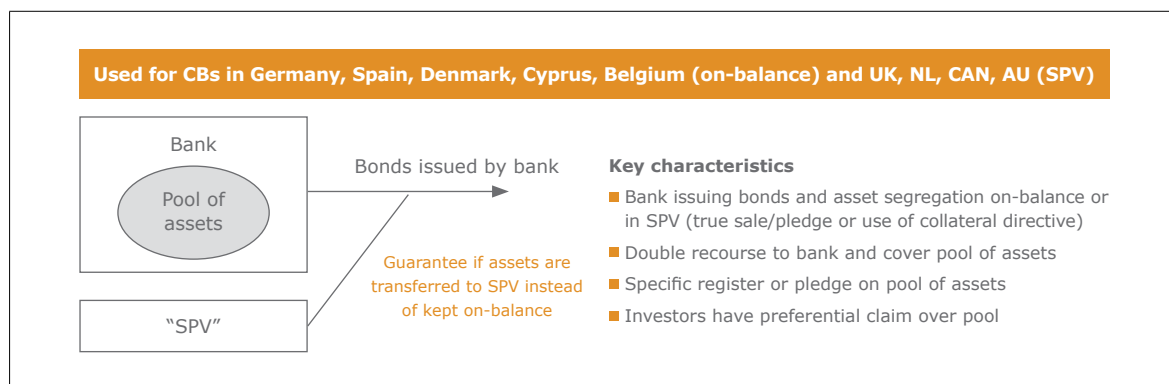 Used for CBs in Germany, Spain, Denmark, Cyprus, Belgium (on-balance) and UK, NL, CAN, AU (SPV)
Bank
Pool of
assets
Bonds issued by bank
Guarantee if assets are
transferred to SPV instead
of kept on-balance
“SPV”
Key characteristics
Bank issuing bonds and asset segregation on-balance or
in SPV (true sale/pledge or use of collateral directive)
Double recourse to bank and cover pool of assets
Specific register or pledge on pool of assets
Investors have preferential claim over pool